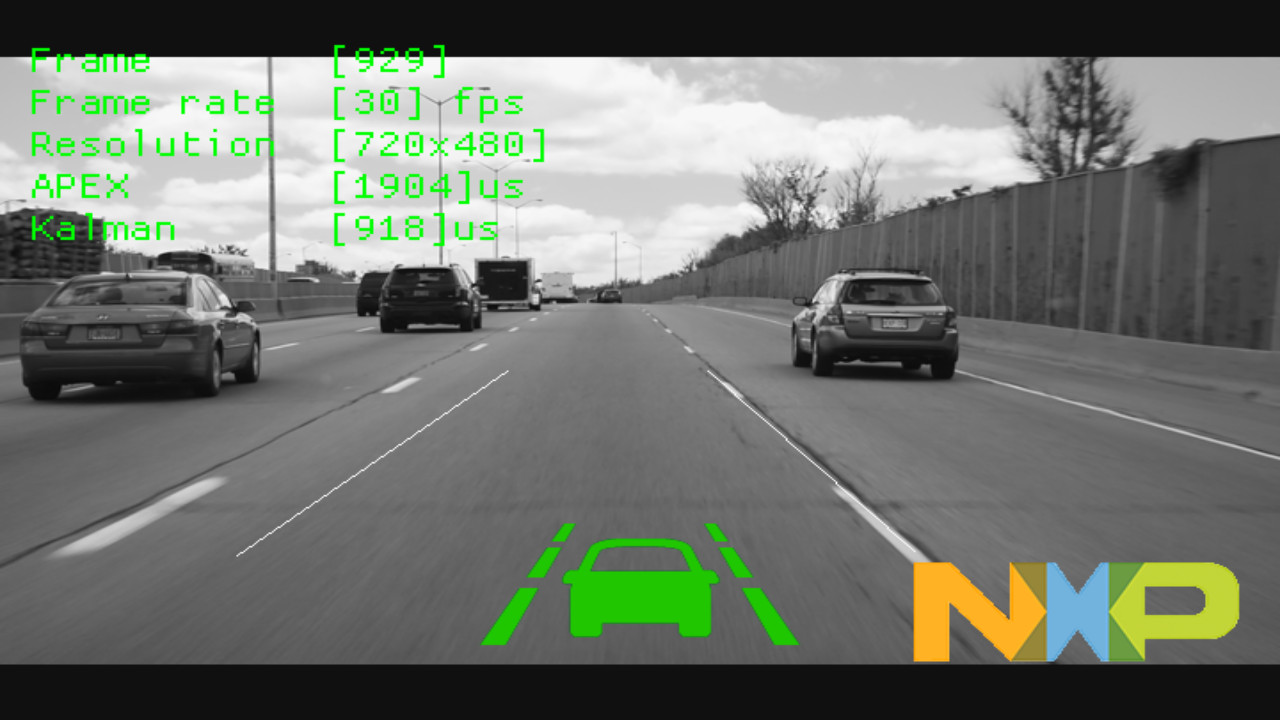 Frame [929]
Frame rate [30] fps
Resolution [720x480]
APEX [1904]us
Kalman [918]us
NXP